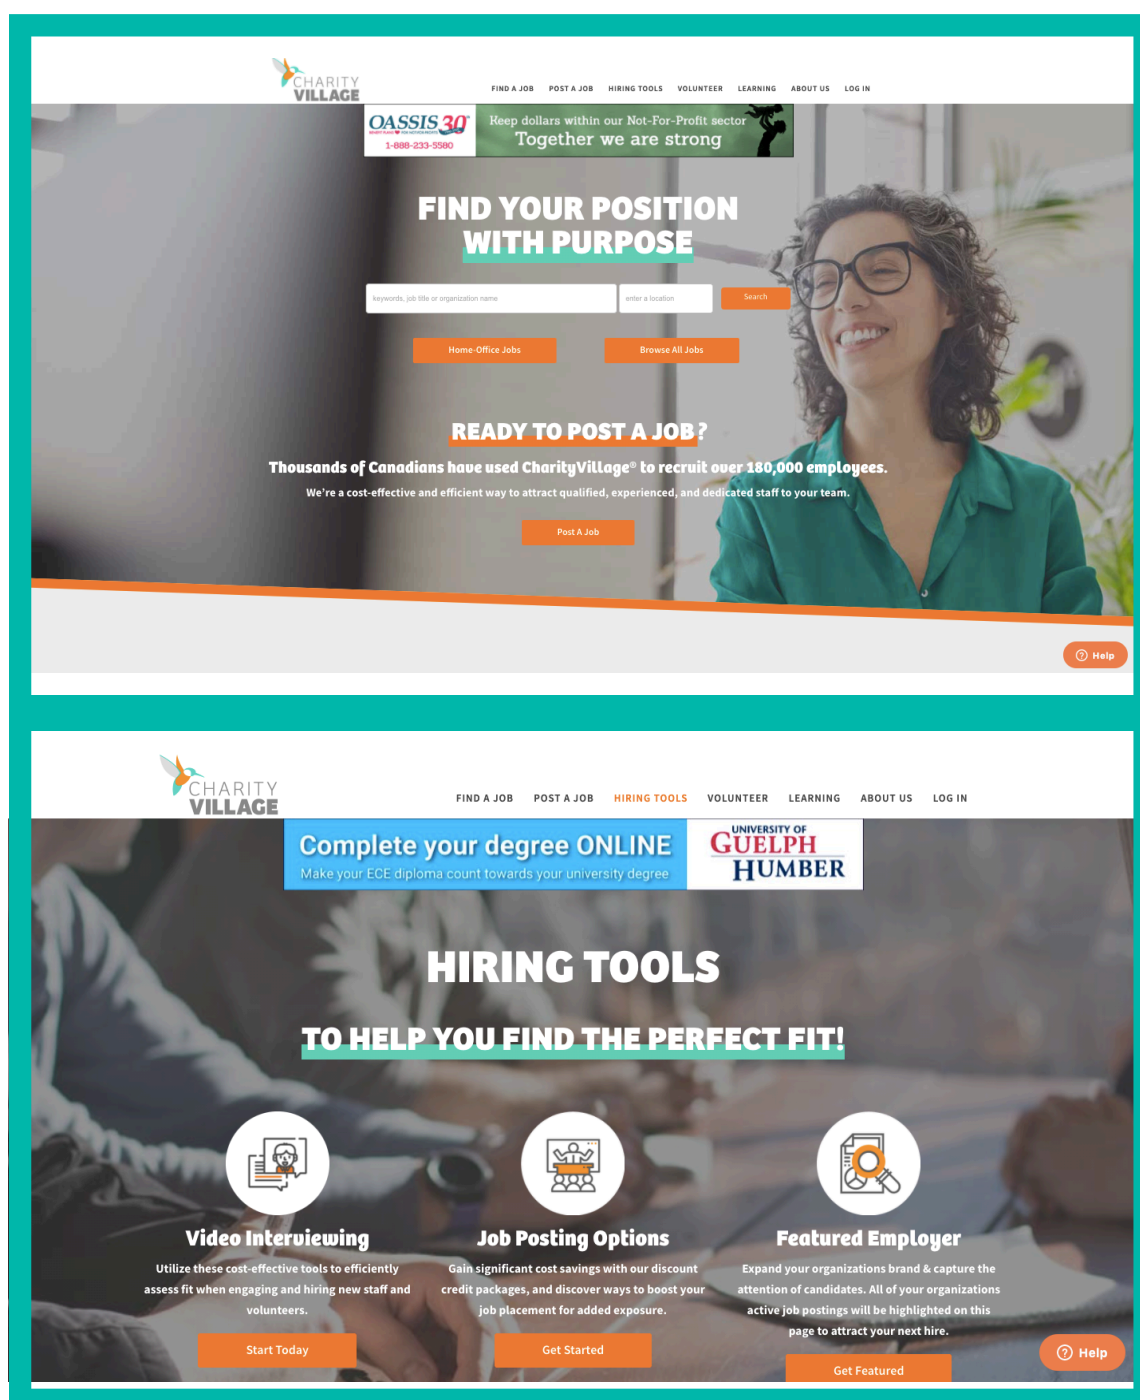 CHARITY
VILLAGE
FIND A JOB POST A JOB HIRING TOOLS VOLUNTEER LEARNING ABOUT US LOG IN
OASSIS 30
1-888-233-5580
Keep dollars within our Not-For-Profit sector
Together we are strong
FIND YOUR POSITION
WITH PURPOSE
keywords, job title or organization name
enter a location
Search
Home-Office Jobs
Browse All Jobs
READY TO POST A JOB?
Thousands of Canadians have used CharityVillage® to recruit over 180,000 employees.
We're a cost-effective and efficient way to attract qualified, experienced, and dedicated staff to your team.
Post A Job
Help
CHARITY
VILLAGE
FIND A JOB POST A JOB HIRING TOOLS VOLUNTEER LEARNING ABOUT US LOG IN
Complete your degree ONLINE
Make your ECE diploma count towards your university degree
UNIVERSITY OF
GUELPH
HUMBER
HIRING TOOLS
TO HELP YOU FIND THE PERFECT FIT!
Video Interviewing
Utilize these cost-effective tools to efficiently
assess fit when engaging and hiring new staff and
volunteers.
Start Today
Job Posting Options
Gain significant cost savings with our discount
credit packages, and discover ways to boost your
job placement for added exposure.
Get Started
Featured Employer
Expand your organizations brand & capture the
attention of candidates. All of your organizations
active job postings will be highlighted on this
page to attract your next hire.
Get Featured
Help